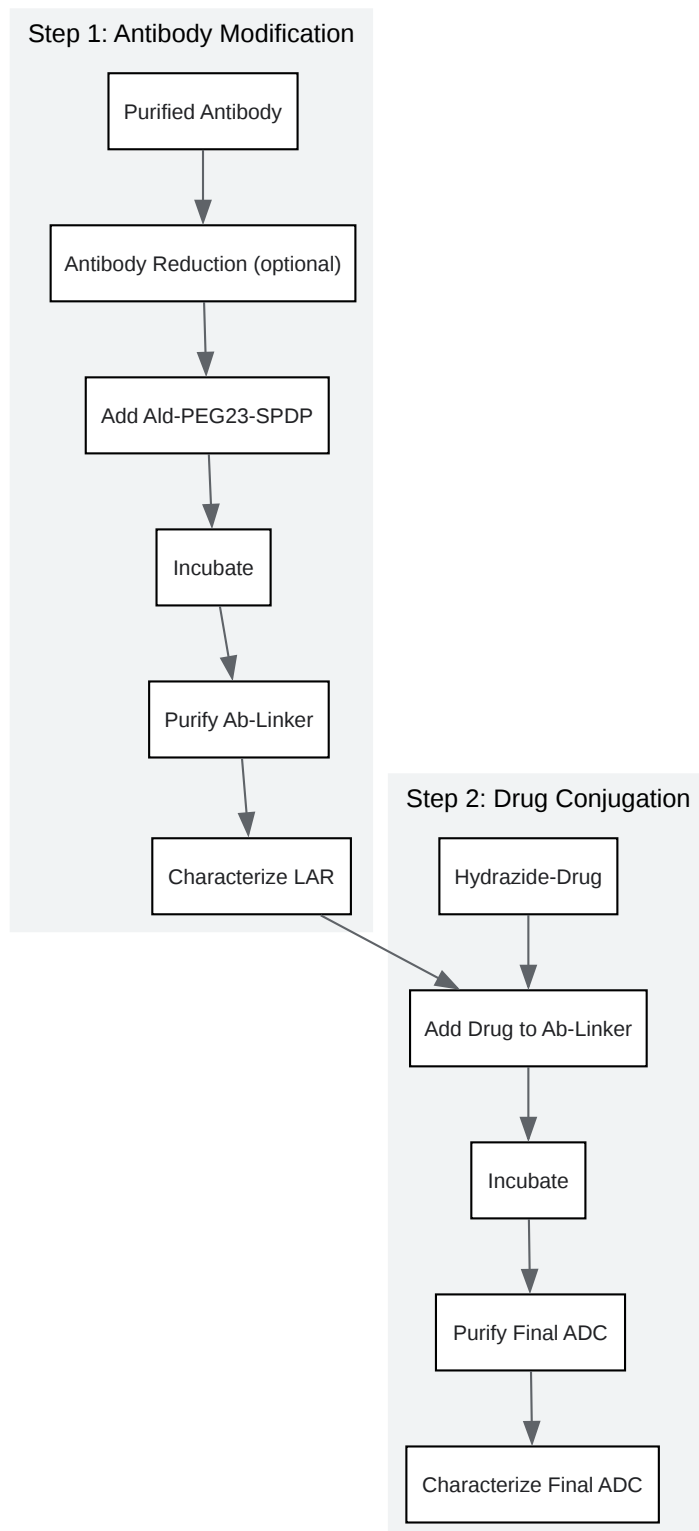 Step 1: Antibody Modification
Purified Antibody
Antibody Reduction (optional)
Add Ald-PEG23-SPDP
Incubate
Purify Ab-Linker
Characterize LAR
Step 2: Drug Conjugation
Hydrazide-Drug
Add Drug to Ab-Linker
Incubate
Purify Final ADC
Characterize Final ADC